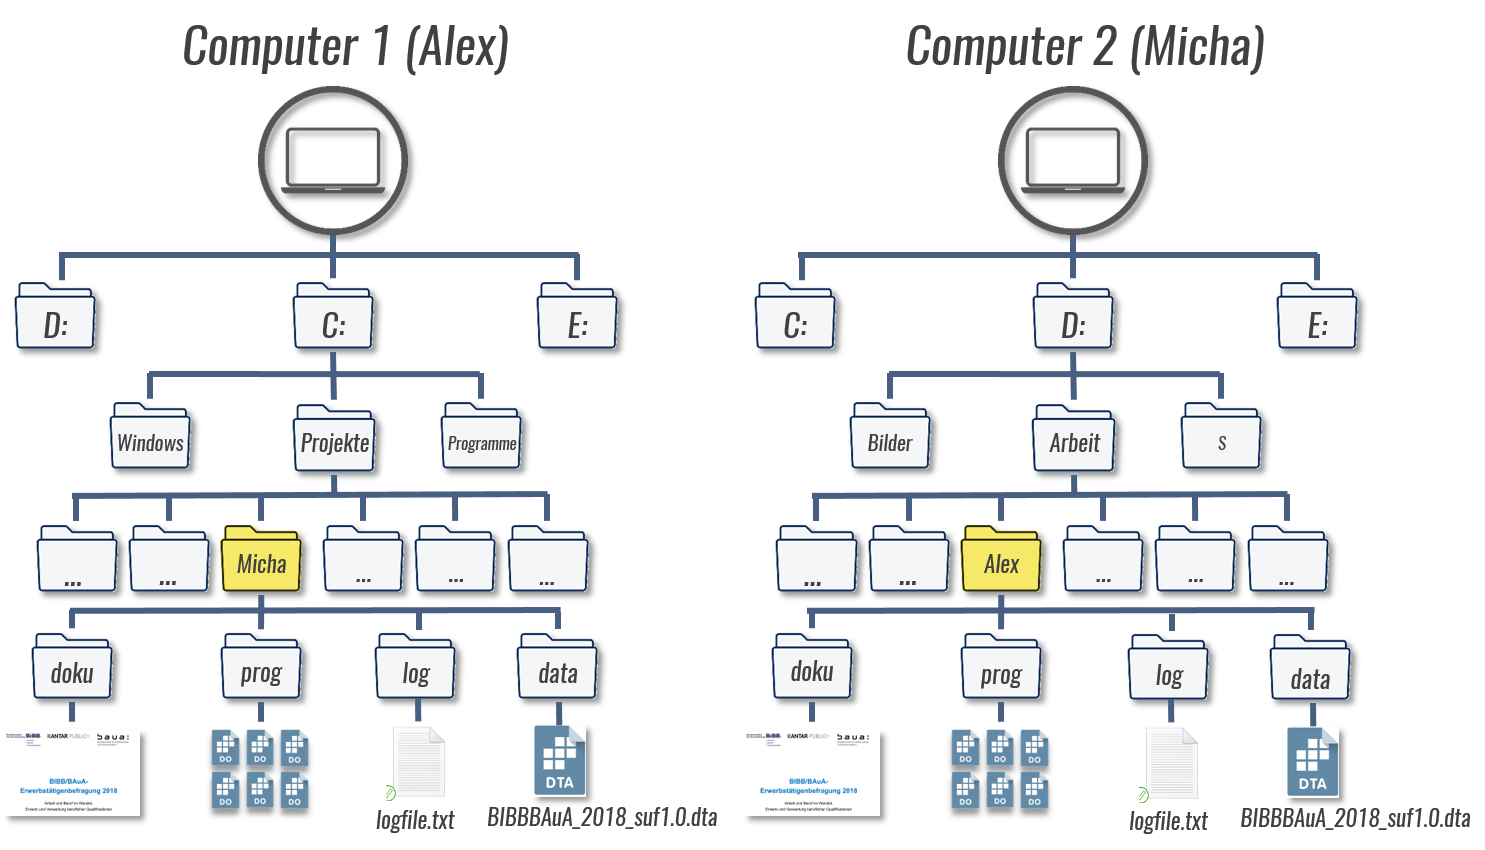 Computer 1 (Alex)
Computer 2 (Micha)
D:
C:
E:
C:
D:
E:
Windows
Projekte
Programme
Bilder
Arbeit
S
...
...
Micha
...
...
...
...
...
Alex
...
...
...
doku
prog
log
data
doku
prog
log
data
BiBB
KANTAR PUBLIC
baua:
BIBB/BAuA-
Erwerbstätigenbefragung 2018
Arbeit und Beruf im Wandel.
Erwerb und Verwertung beruflicher Qualifikationen
DO
DO
DO
DO
DO
DO
logfile.txt
DTA
BIBBBAuA_2018_suf1.0.dta
BiBB
KANTAR PUBLIC
baua:
BIBB/BAuA-
Erwerbstätigenbefragung 2018
Arbeit und Beruf im Wandel.
Erwerb und Verwertung beruflicher Qualifikationen
DO
DO
DO
DO
DO
DO
logfile.txt
DTA
BIBBBAuA_2018_suf1.0.dta